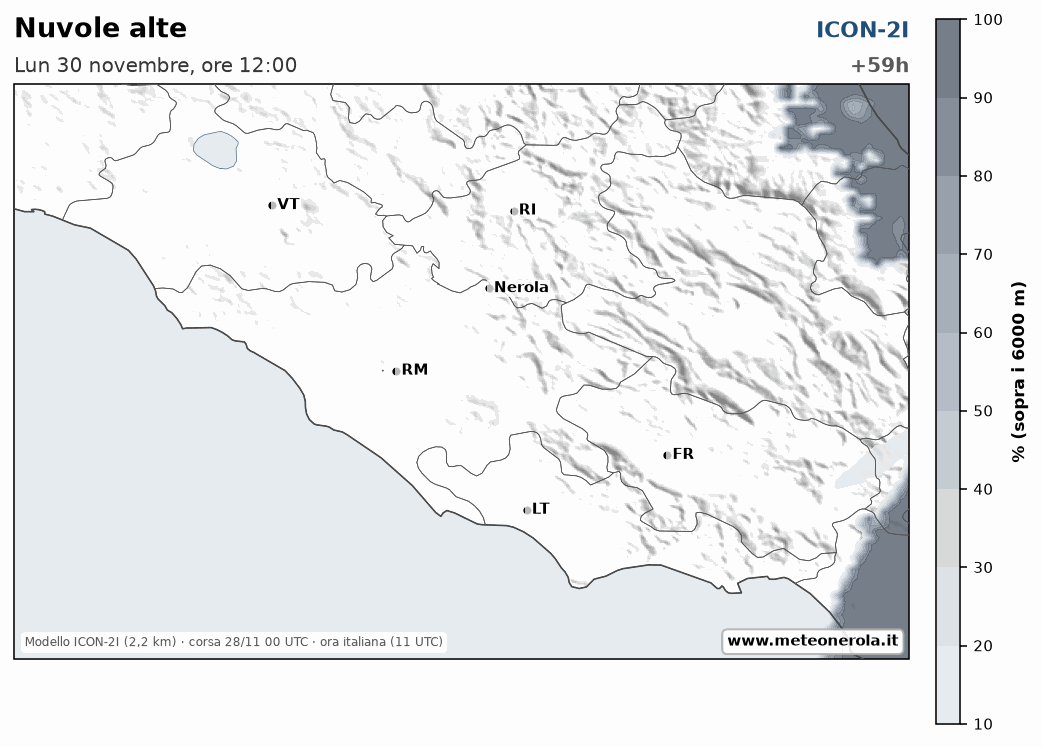 Nuvole alte
ICON-2I
Lun 30 novembre, ore 12:00
+59h
VT
RI
Nerola
RM
FR
LT
Modello ICON-2I (2,2 km) · corsa 28/11 00 UTC · ora italiana (11 UTC)
www.meteonerola.it
100
90
80
70
60
50
40
30
20
10
% (sopra i 6000 m)